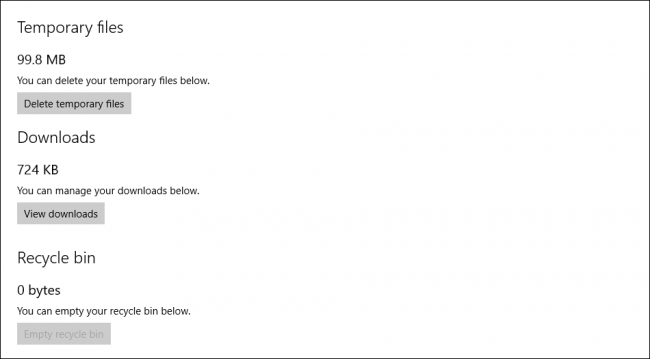 Temporary files
99.8 MB
You can delete your temporary files below.
Delete temporary files
Downloads
724 KB
You can manage your downloads below.
View downloads
Recycle bin
0 bytes
You can empty your recycle bin below.
Empty recycle bin